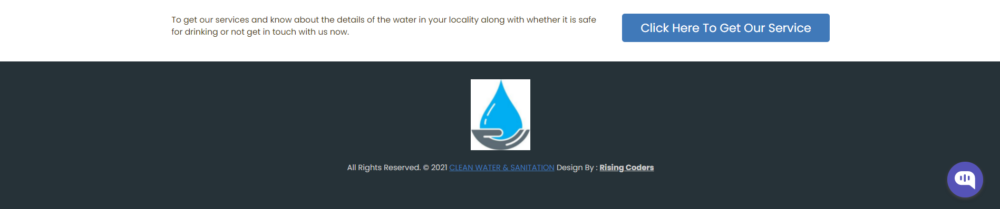 To get our services and know about the details of the water in your locality along with whether it is safe
for drinking or not get in touch with us now.
Click Here To Get Our Service
All Rights Reserved. © 2021 CLEAN WATER & SANITATION Design By : Rising Coders